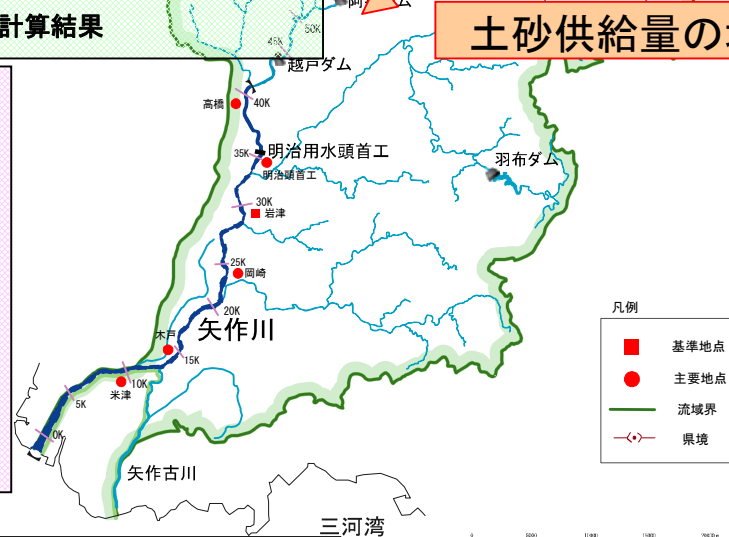 計算結果
土砂供給量の
50K
45K
越戸ダム
高橋
40K
35K
明治用水頭首工
明治頭首工
羽布ダム
30K
岩津
25K
岡崎
20K
矢作川
木戸
15K
10K
米津
5K
0K
矢作古川
三河湾
凡例
基準地点
主要地点
流域界
県境
0 5000 10000 15000